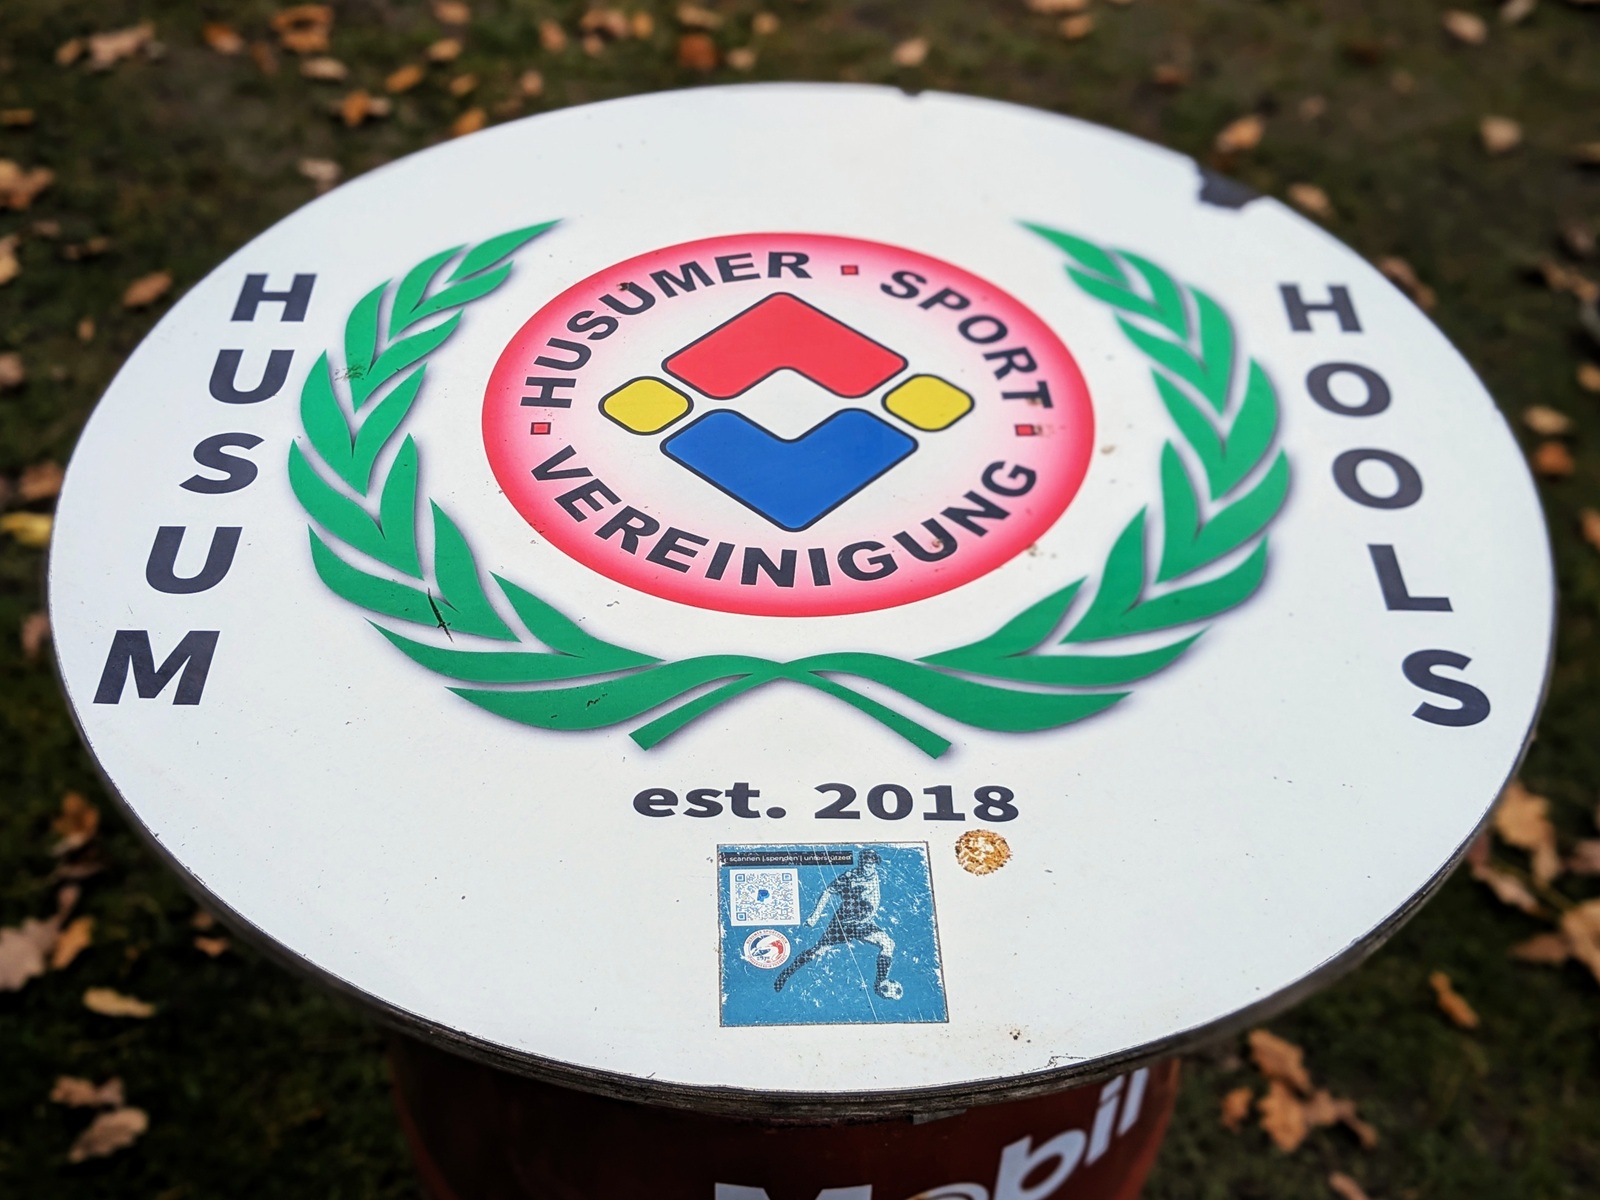 HUSUM
HUSUMER · SPORT
· VEREINIGUNG ·
HOOLS
est. 2018
scannen | spenden | unterstützen
Mobil